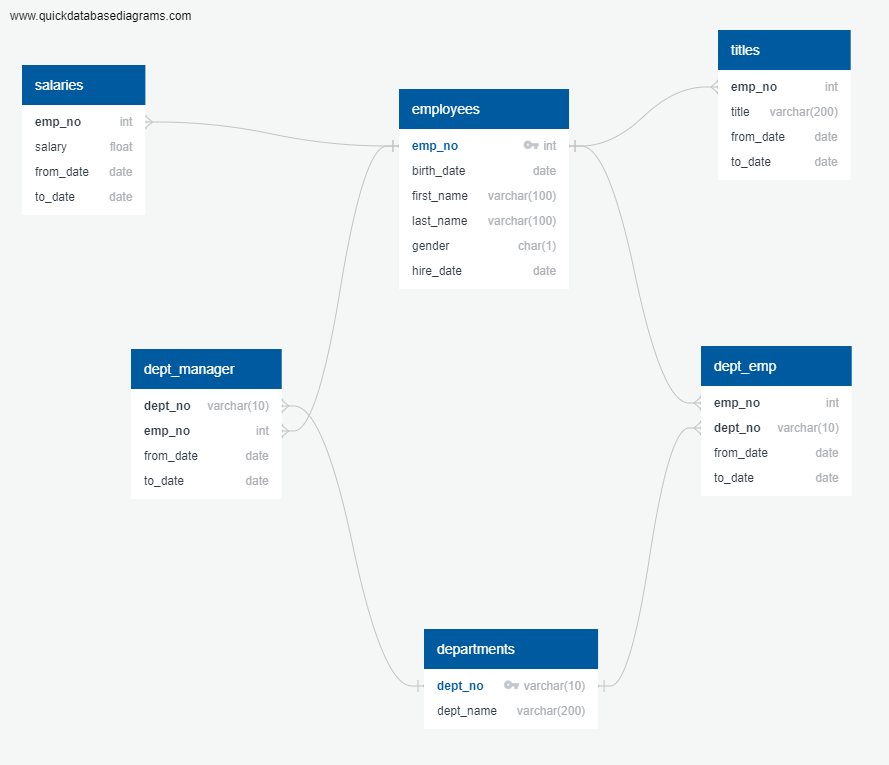 www.quickdatabasediagrams.com
salaries
emp_no int
salary float
from_date date
to_date date
employees
emp_no int
birth_date date
first_name varchar(100)
last_name varchar(100)
gender char(1)
hire_date date
titles
emp_no int
title varchar(200)
from_date date
to_date date
dept_manager
dept_no varchar(10)
emp_no int
from_date date
to_date date
dept_emp
emp_no int
dept_no varchar(10)
from_date date
to_date date
departments
dept_no varchar(10)
dept_name varchar(200)